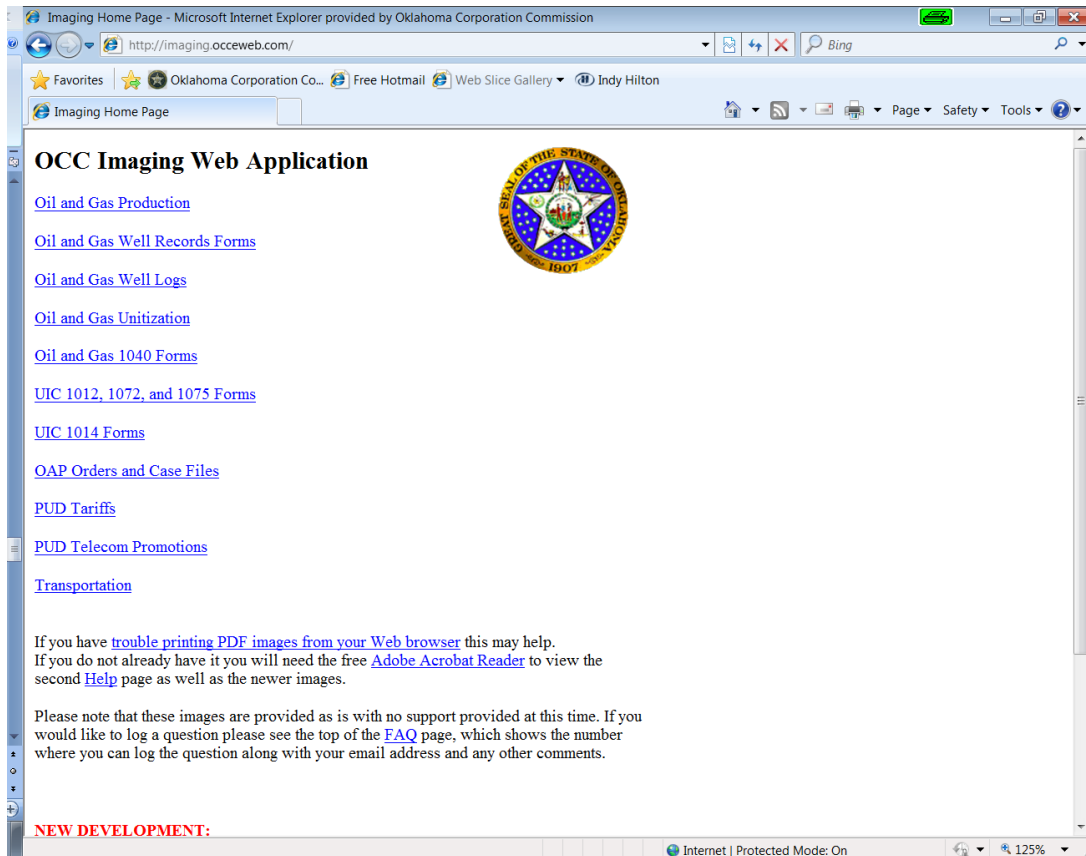 Imaging Home Page - Microsoft Internet Explorer provided by Oklahoma Corporation Commission
http://imaging.occeweb.com/
Bing
Favorites
Oklahoma Corporation Co...
Free Hotmail
Web Slice Gallery
Indy Hilton
Imaging Home Page
Page
Safety
Tools
OCC Imaging Web Application
GREAT SEAL OF THE STATE OF OKLAHOMA
1907
Oil and Gas Production
Oil and Gas Well Records Forms
Oil and Gas Well Logs
Oil and Gas Unitization
Oil and Gas 1040 Forms
UIC 1012, 1072, and 1075 Forms
UIC 1014 Forms
OAP Orders and Case Files
PUD Tariffs
PUD Telecom Promotions
Transportation
If you have trouble printing PDF images from your Web browser this may help.
If you do not already have it you will need the free Adobe Acrobat Reader to view the
second Help page as well as the newer images.
Please note that these images are provided as is with no support provided at this time. If you
would like to log a question please see the top of the FAQ page, which shows the number
where you can log the question along with your email address and any other comments.
NEW DEVELOPMENT:
Internet | Protected Mode: On
125%